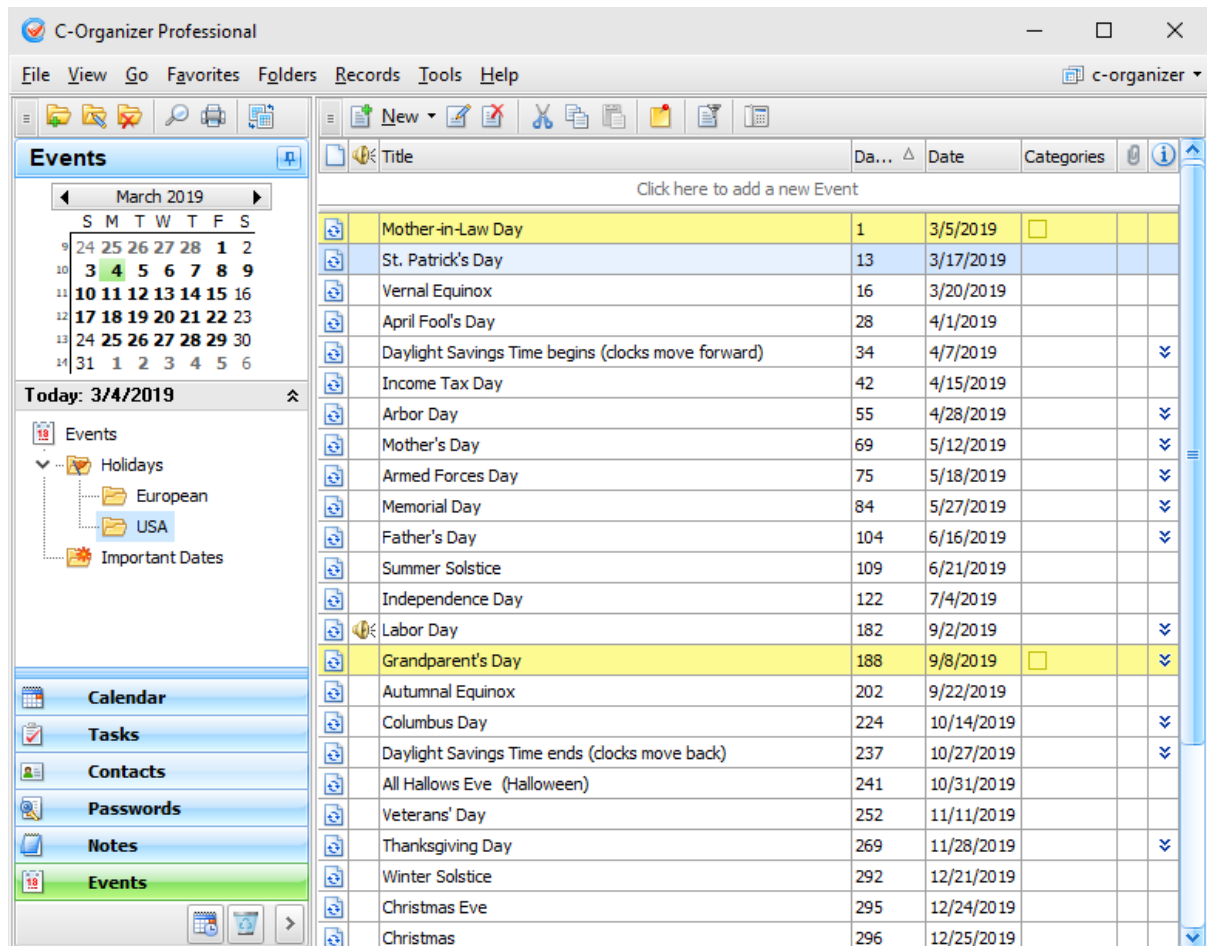 C-Organizer Professional
File View Go Favorites Folders Records Tools Help c-organizer
New
Events
March 2019
S M T W T F S
9 24 25 26 27 28 1 2
10 3 4 5 6 7 8 9
11 10 11 12 13 14 15 16
12 17 18 19 20 21 22 23
13 24 25 26 27 28 29 30
14 31 1 2 3 4 5 6
Today: 3/4/2019
18 Events
Holidays
European
USA
Important Dates
Calendar
Tasks
Contacts
Passwords
Notes
18 Events
Title Da... Date Categories
Click here to add a new Event
Mother-in-Law Day 1 3/5/2019
St. Patrick's Day 13 3/17/2019
Vernal Equinox 16 3/20/2019
April Fool's Day 28 4/1/2019
Daylight Savings Time begins (clocks move forward) 34 4/7/2019
Income Tax Day 42 4/15/2019
Arbor Day 55 4/28/2019
Mother's Day 69 5/12/2019
Armed Forces Day 75 5/18/2019
Memorial Day 84 5/27/2019
Father's Day 104 6/16/2019
Summer Solstice 109 6/21/2019
Independence Day 122 7/4/2019
Labor Day 182 9/2/2019
Grandparent's Day 188 9/8/2019
Autumnal Equinox 202 9/22/2019
Columbus Day 224 10/14/2019
Daylight Savings Time ends (clocks move back) 237 10/27/2019
All Hallows Eve (Halloween) 241 10/31/2019
Veterans' Day 252 11/11/2019
Thanksgiving Day 269 11/28/2019
Winter Solstice 292 12/21/2019
Christmas Eve 295 12/24/2019
Christmas 296 12/25/2019